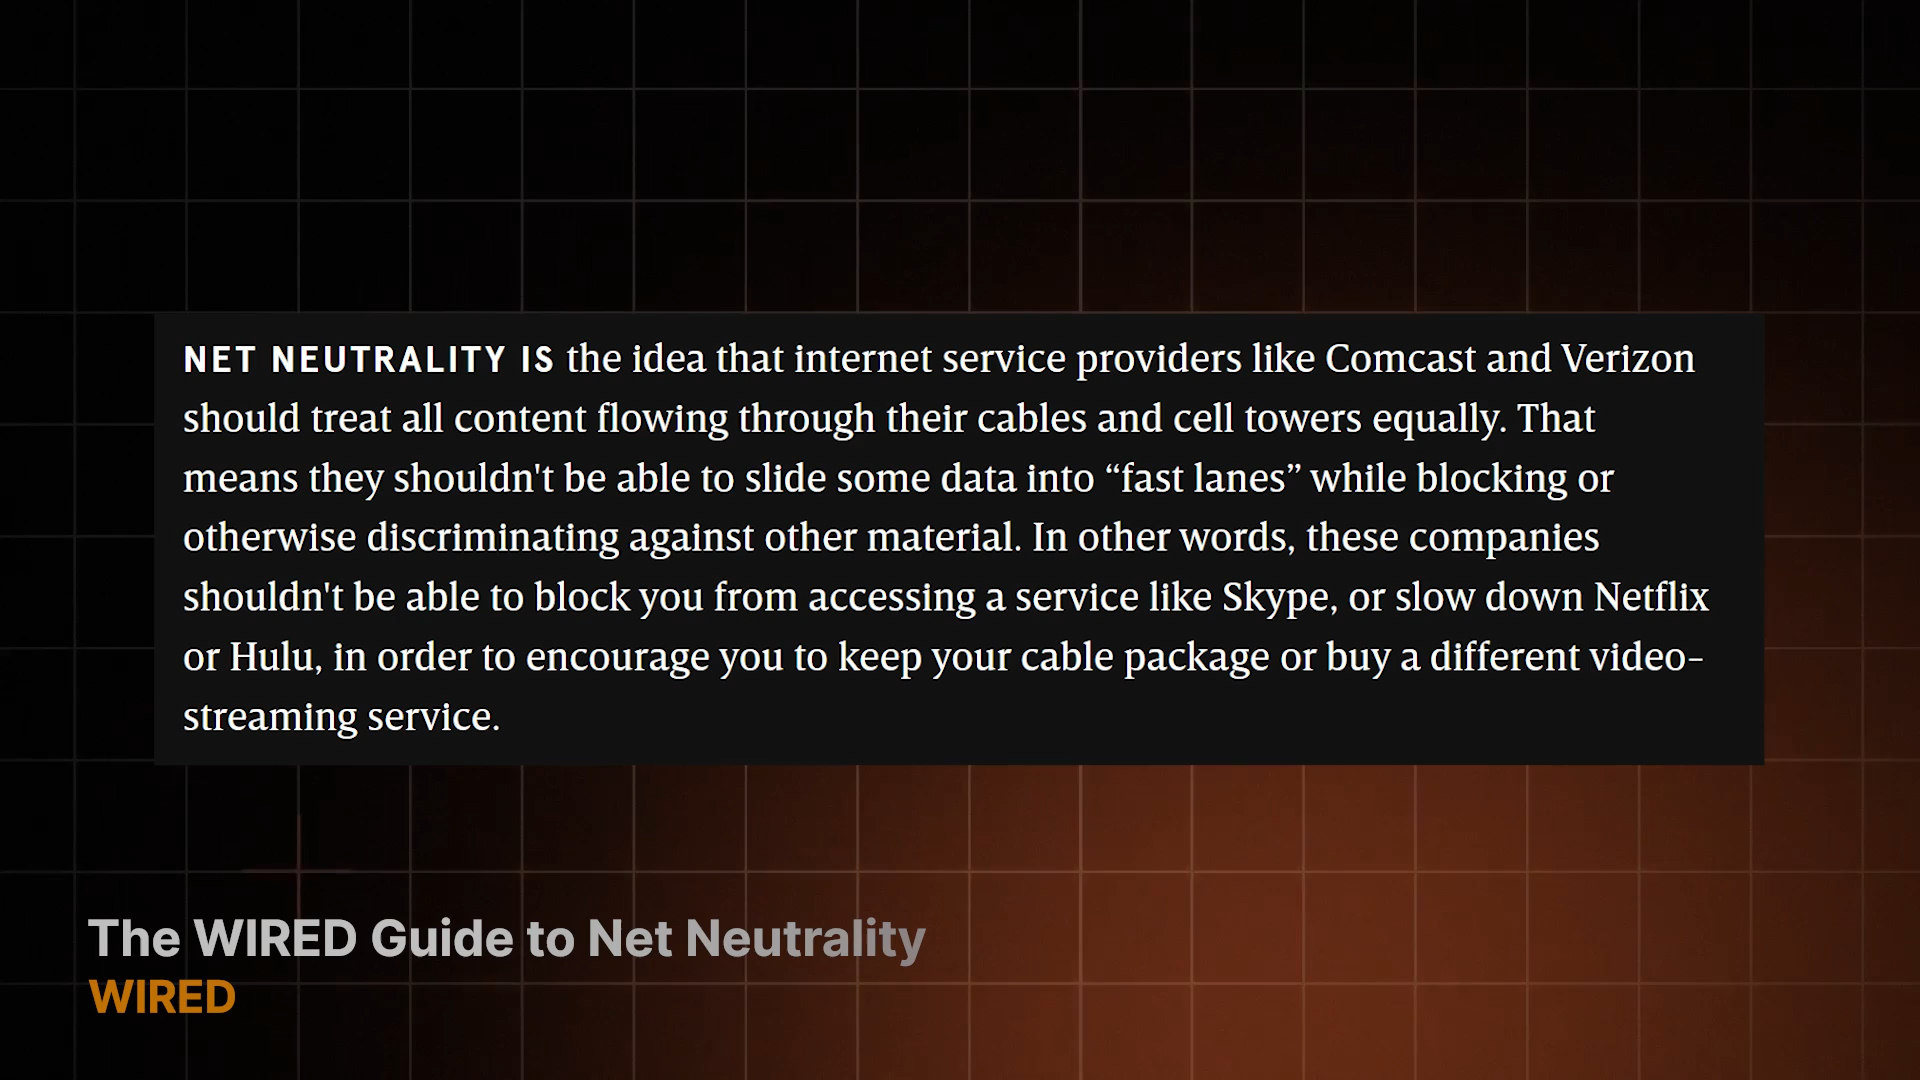 NET NEUTRALITY IS the idea that internet service providers like Comcast and Verizon
should treat all content flowing through their cables and cell towers equally. That
means they shouldn't be able to slide some data into “fast lanes” while blocking or
otherwise discriminating against other material. In other words, these companies
shouldn't be able to block you from accessing a service like Skype, or slow down Netflix
or Hulu, in order to encourage you to keep your cable package or buy a different video-
streaming service.
The WIRED Guide to Net Neutrality
WIRED